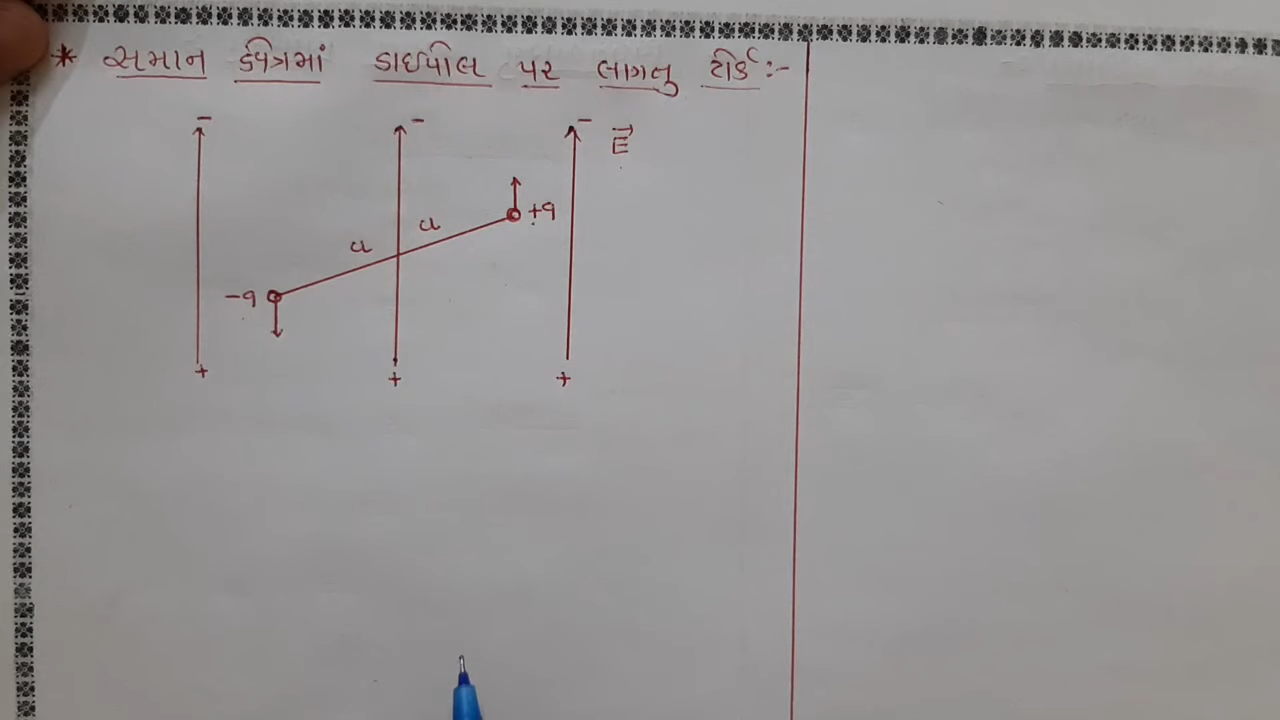 * સમાન ક્ષેત્રમાં ડાઇપોલ પર લાગતુ ટોર્ક :-
- - - E⃗
+q
a
a
-q
+ + +